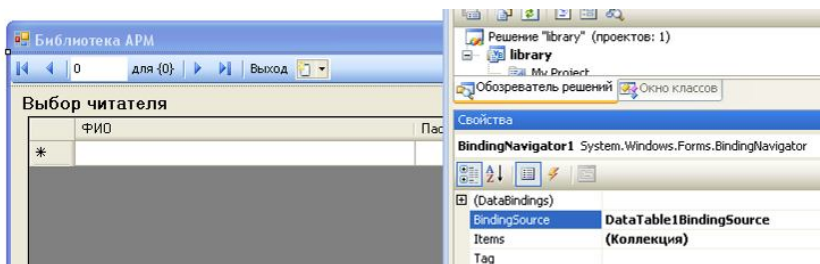 Библиотека АРМ
0 для {0} Выход
Выбор читателя
ФИО Пас
Решение "library" (проектов: 1)
library
My Project
Обозреватель решений Окно классов
Свойства
BindingNavigator1 System.Windows.Forms.BindingNavigator
(DataBindings)
BindingSource DataTable1BindingSource
Items (Коллекция)
Tag